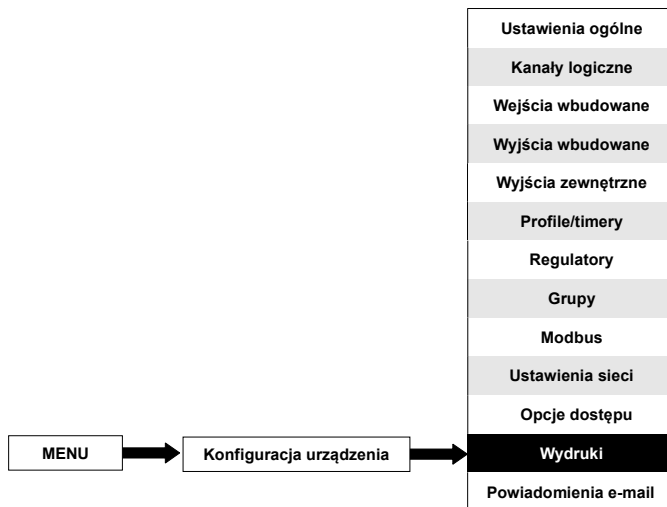 Ustawienia ogólne
Kanały logiczne
Wejścia wbudowane
Wyjścia wbudowane
Wyjścia zewnętrzne
Profile/timery
Regulatory
Grupy
Modbus
Ustawienia sieci
Opcje dostępu
MENU
Konfiguracja urządzenia
Wydruki
Powiadomienia e-mail